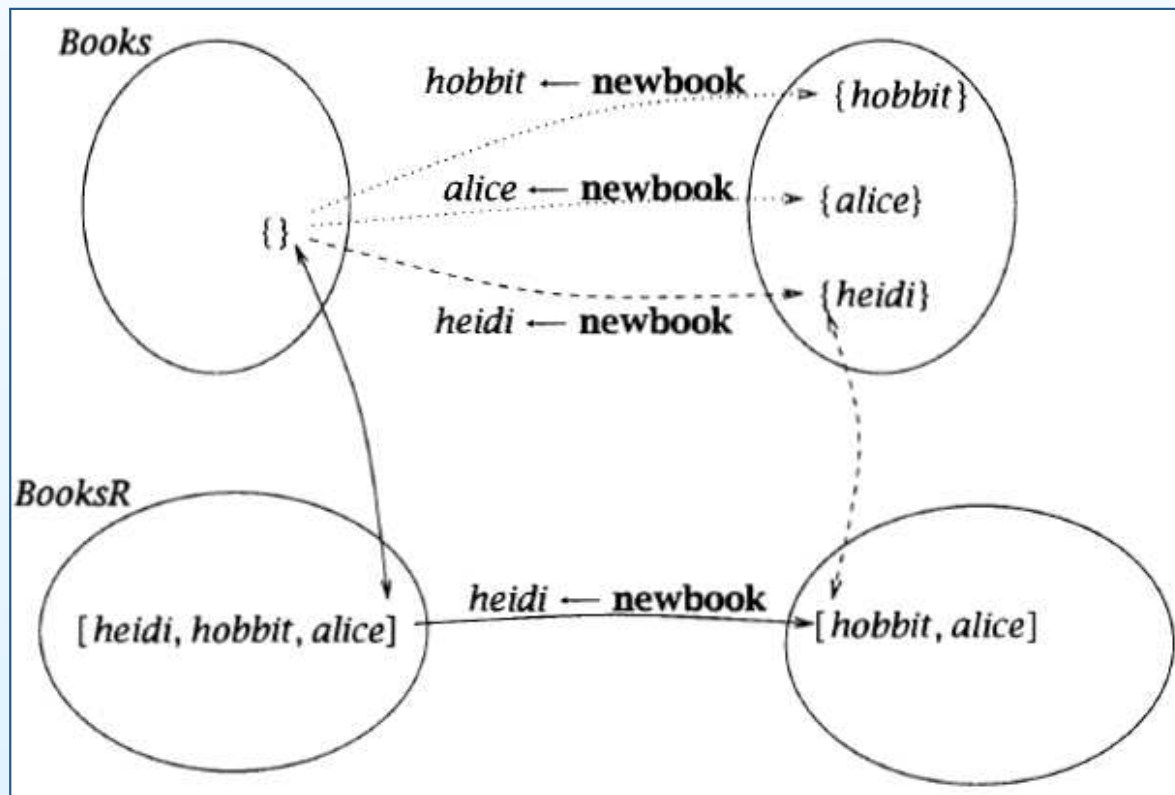 Books
hobbit ← newbook
{hobbit}
alice ← newbook
{alice}
{}
{heidi}
heidi ← newbook
BooksR
heidi ← newbook
[heidi, hobbit, alice]
[hobbit, alice]